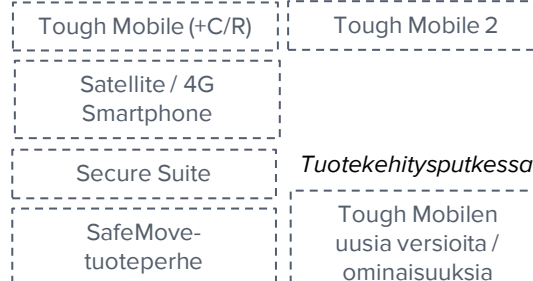 Tough Mobile (+C/R)
Tough Mobile 2
Satellite / 4G
Smartphone
Secure Suite
Tuotekehitysputkessa
SafeMove-
tuoteperhe
Tough Mobilen
uusia versioita /
ominaisuuksia